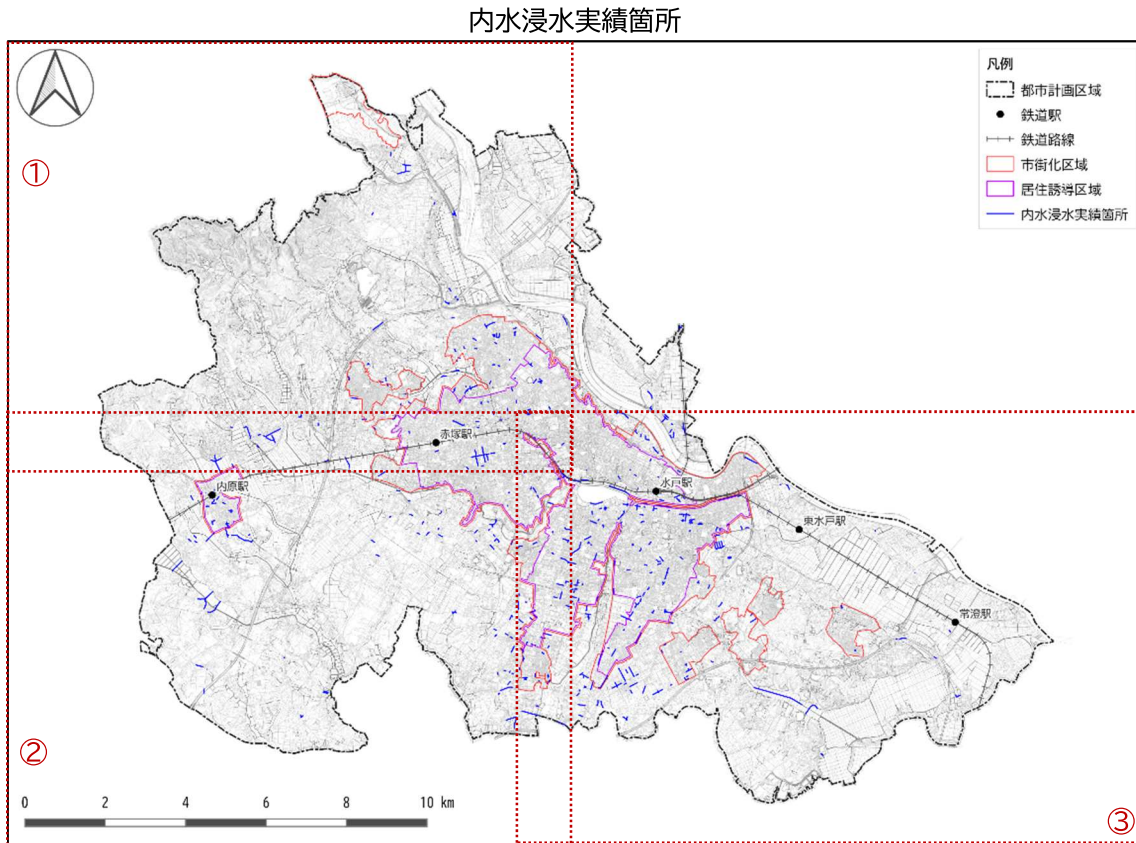 内水浸水実績箇所
凡例
都市計画区域
鉄道駅
鉄道路線
市街化区域
居住誘導区域
内水浸水実績箇所
①
赤塚駅
内原駅
水戸駅
東水戸駅
常澄駅
②
0 2 4 6 8 10 km
③